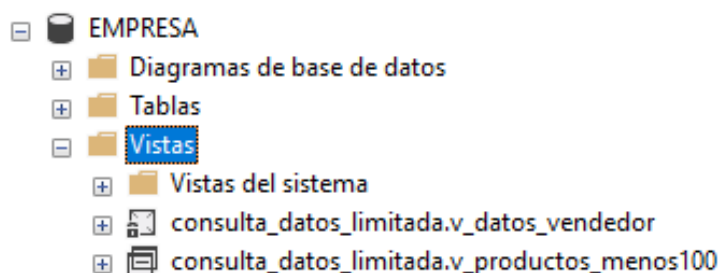 EMPRESA
Diagramas de base de datos
Tablas
Vistas
Vistas del sistema
consulta_datos_limitada.v_datos_vendedor
consulta_datos_limitada.v_productos_menos100